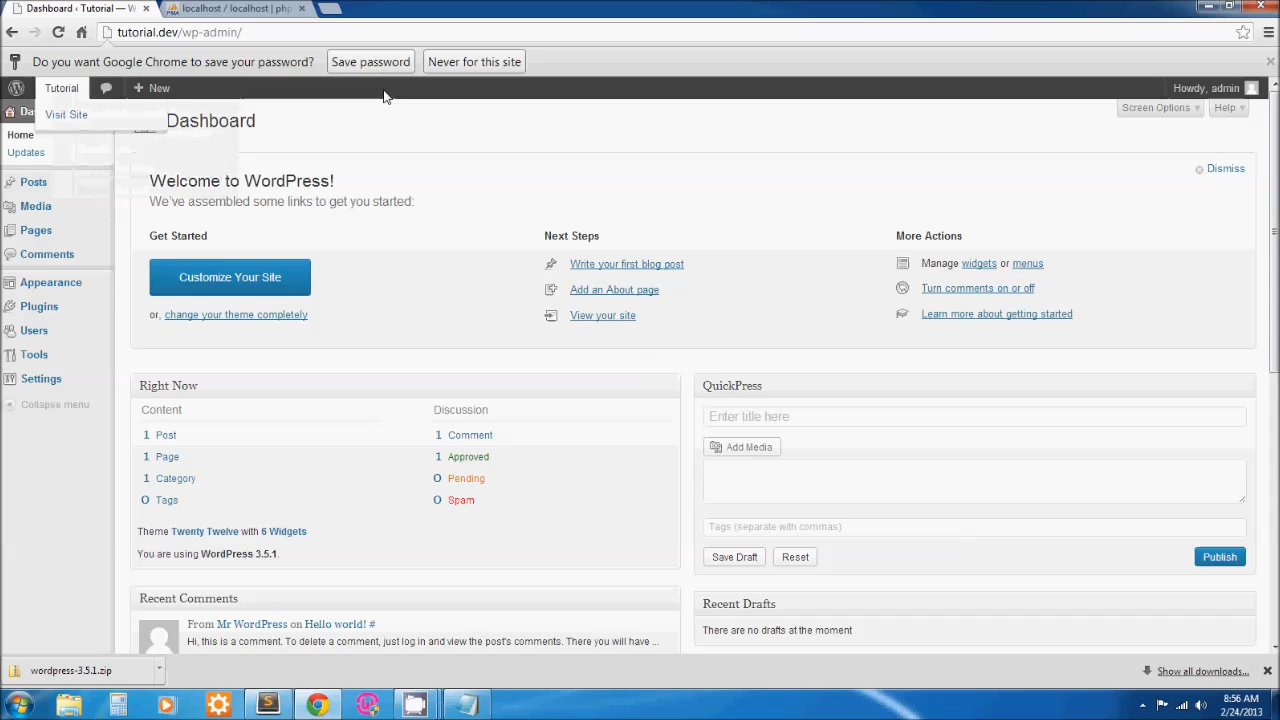 Dashboard ‹ Tutorial — W
localhost / localhost | php
tutorial.dev/wp-admin/
Do you want Google Chrome to save your password?
Save password
Never for this site
Tutorial
New
Howdy, admin
Visit Site
Dashboard
Screen Options
Help
Home
Updates
Posts
Media
Pages
Comments
Appearance
Plugins
Users
Tools
Settings
Collapse menu
Welcome to WordPress!
Dismiss
We've assembled some links to get you started:
Get Started
Next Steps
More Actions
Customize Your Site
or, change your theme completely
Write your first blog post
Add an About page
View your site
Manage widgets or menus
Turn comments on or off
Learn more about getting started
Right Now
Content
Discussion
1 Post
1 Comment
1 Page
1 Approved
1 Category
0 Pending
0 Tags
0 Spam
Theme Twenty Twelve with 6 Widgets
You are using WordPress 3.5.1.
QuickPress
Enter title here
Add Media
Tags (separate with commas)
Save Draft
Reset
Publish
Recent Comments
From Mr WordPress on Hello world! #
Hi, this is a comment. To delete a comment, just log in and view the post's comments. There you will have ...
Recent Drafts
There are no drafts at the moment
wordpress-3.5.1.zip
Show all downloads...
8:56 AM
2/24/2013